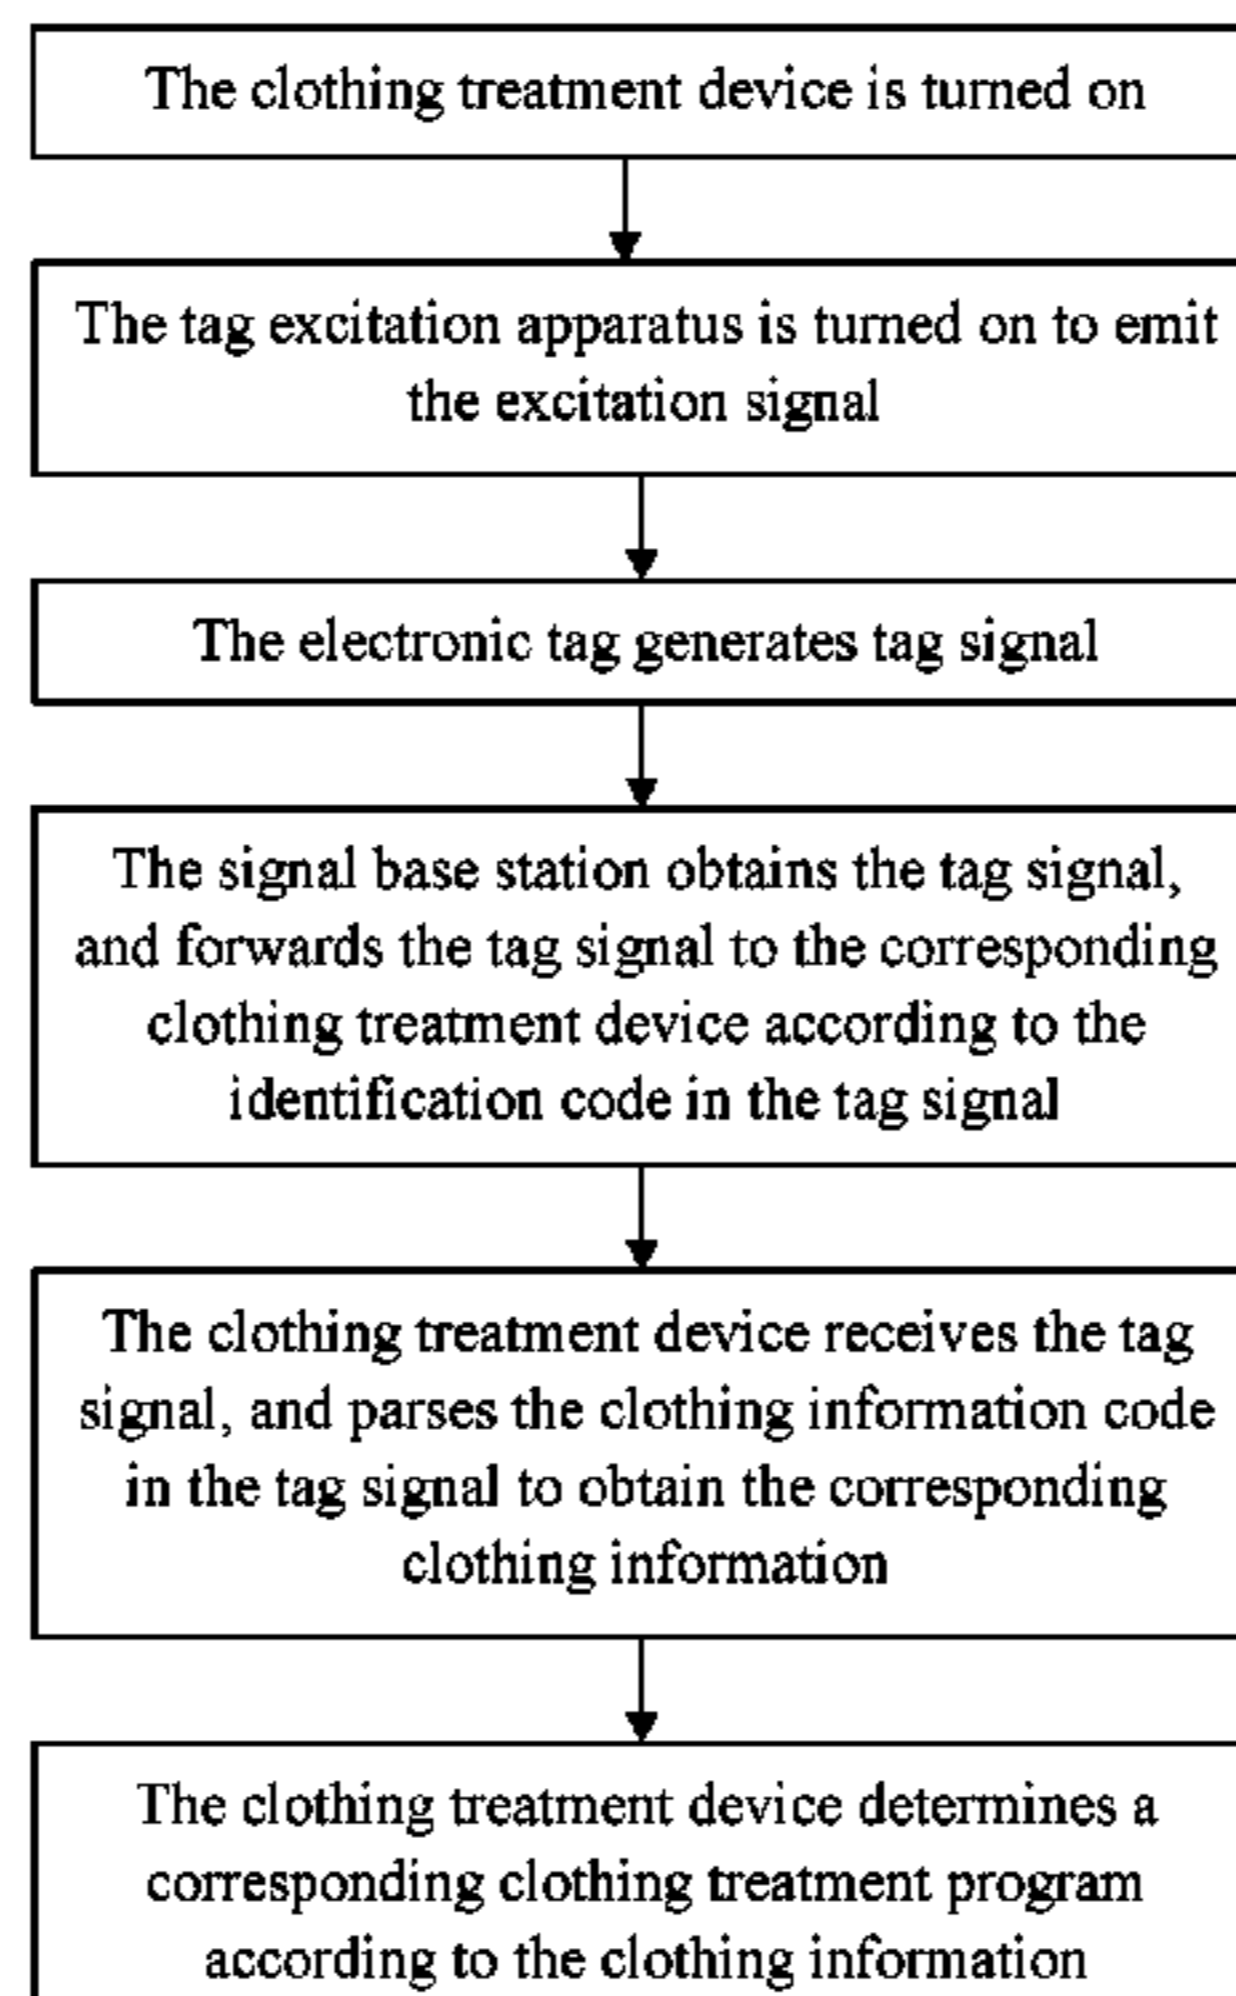 The clothing treatment device is turned on
The tag excitation apparatus is turned on to emit
the excitation signal
The electronic tag generates tag signal
The signal base station obtains the tag signal,
and forwards the tag signal to the corresponding
clothing treatment device according to the
identification code in the tag signal
The clothing treatment device receives the tag
signal, and parses the clothing information code
in the tag signal to obtain the corresponding
clothing information
The clothing treatment device determines a
corresponding clothing treatment program
according to the clothing information